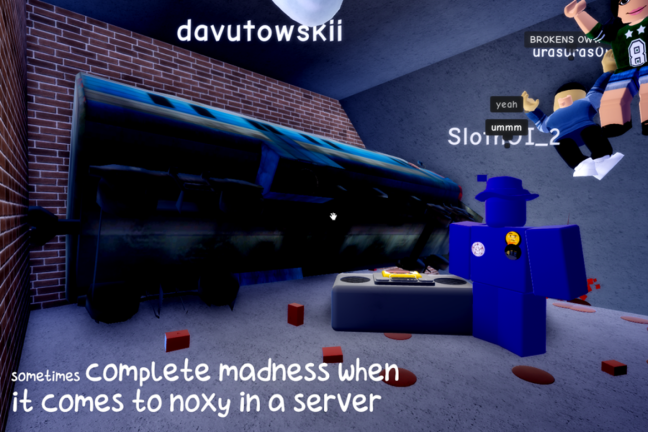 davutowskii
BROKENS OW
yeah
ummm
sometimes complete madness when
it comes to noxy in a server